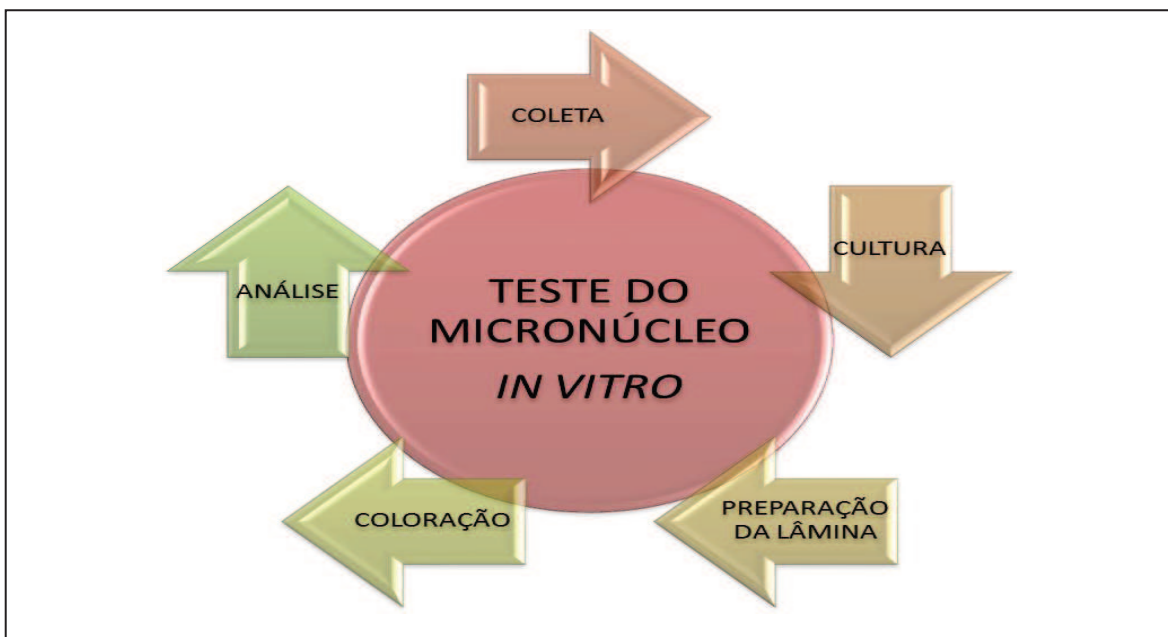 COLETA
CULTURA
PREPARAÇÃO
DA LÂMINA
COLORAÇÃO
ANÁLISE
TESTE DO
MICRONÚCLEO
IN VITRO